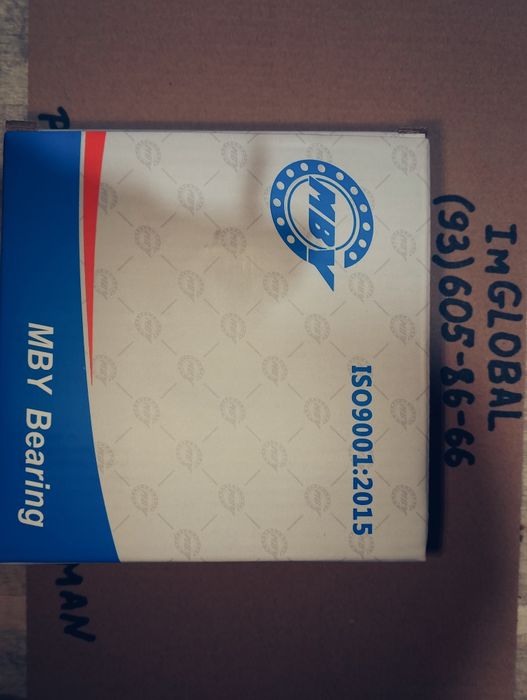 ImGLOBAL
(93)605-86-66
MBY
ISO9001:2015
MBY Bearing
MAN